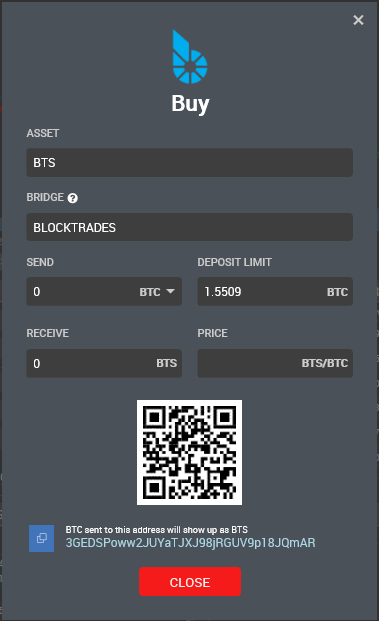 ×
Buy
ASSET
BTS
BRIDGE ?
BLOCKTRADES
SEND DEPOSIT LIMIT
0 BTC 1.5509 BTC
RECEIVE PRICE
0 BTS BTS/BTC
BTC sent to this address will show up as BTS
3GEDSPoww2JUYaTJXJ98jRGUV9p18JQmAR
CLOSE